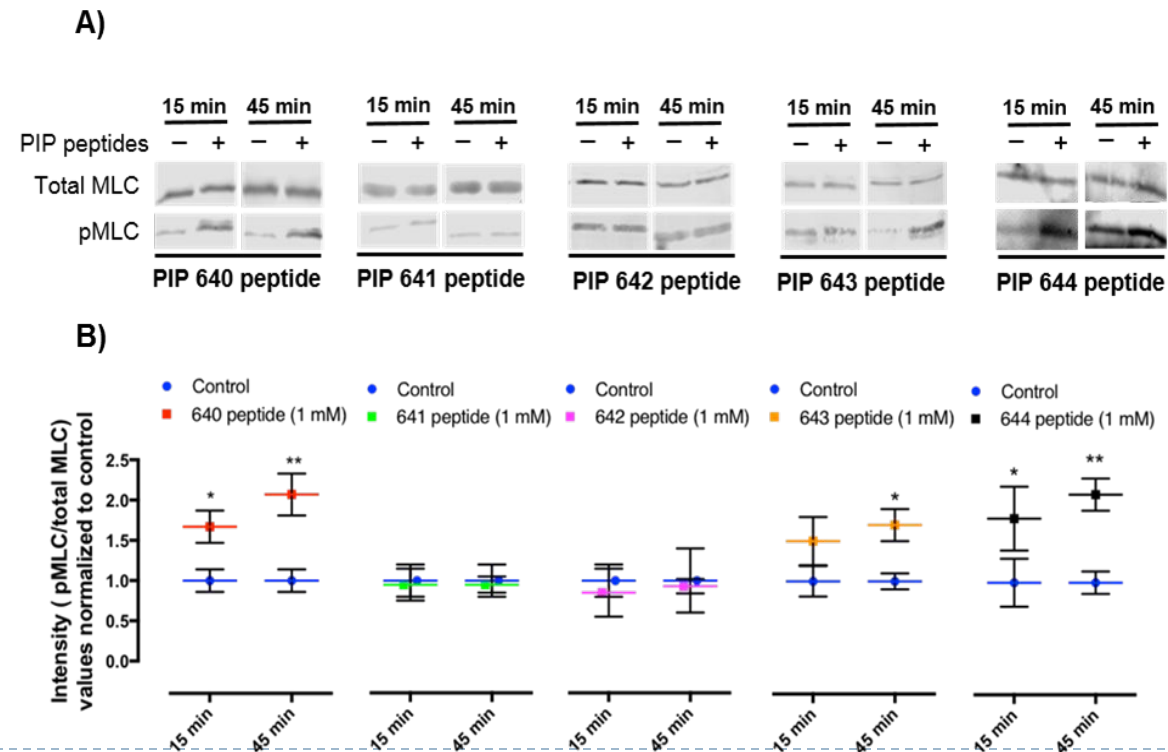 A)
15 min 45 min 15 min 45 min 15 min 45 min 15 min 45 min 15 min 45 min
PIP peptides − + − + − + − + − + − + − + − + − + − +
Total MLC
pMLC
PIP 640 peptide PIP 641 peptide PIP 642 peptide PIP 643 peptide PIP 644 peptide
B)
Control Control Control Control Control
640 peptide (1 mM) 641 peptide (1 mM) 642 peptide (1 mM) 643 peptide (1 mM) 644 peptide (1 mM)
Intensity ( pMLC/total MLC)
values normalized to control
2.5
2.0
1.5
1.0
0.5
0.0
* ** * * **
15 min 45 min 15 min 45 min 15 min 45 min 15 min 45 min 15 min 45 min